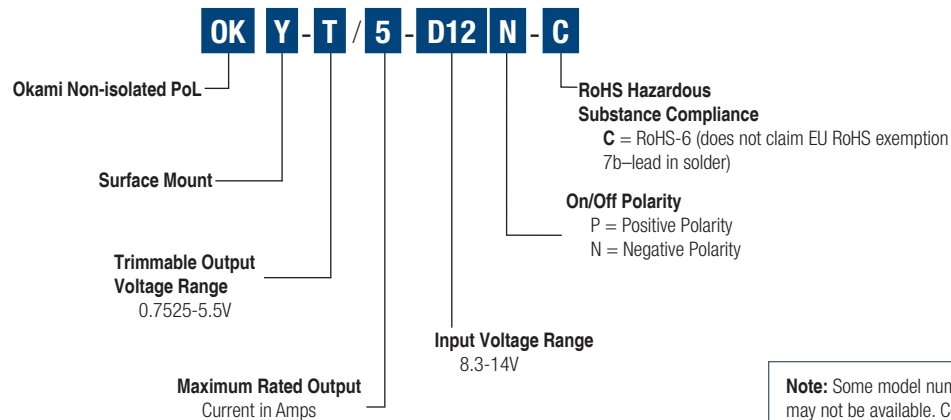 OK Y - T / 5 - D12 N - C
Okami Non-isolated PoL
RoHS Hazardous
Substance Compliance
C = RoHS-6 (does not claim EU RoHS exemption
7b–lead in solder)
Surface Mount
On/Off Polarity
P = Positive Polarity
N = Negative Polarity
Trimmable Output
Voltage Range
0.7525-5.5V
Input Voltage Range
8.3-14V
Maximum Rated Output
Current in Amps
Note: Some model
may not be available.